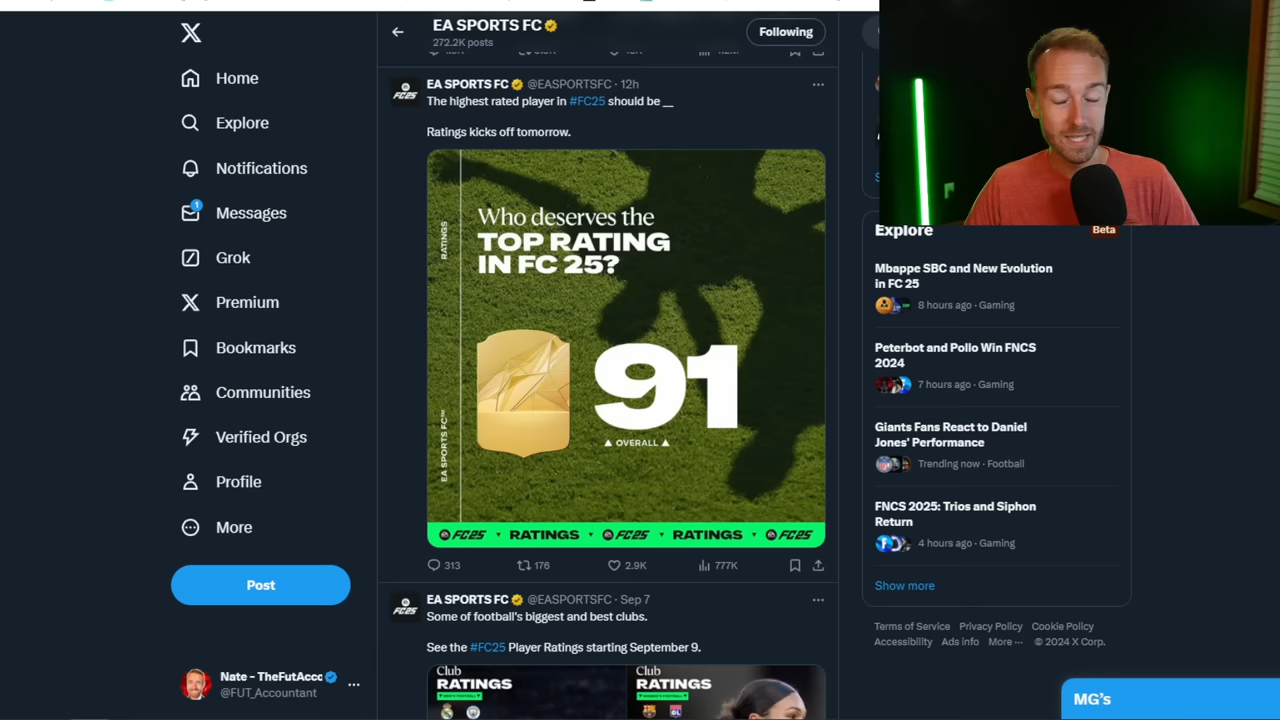 EA SPORTS FC
272.2K posts
Following
Home
Explore
Notifications
1
Messages
Grok
Premium
Bookmarks
Communities
Verified Orgs
Profile
More
Post
Nate - TheFutAccc
@FUT_Accountant
EA SPORTS FC @EASPORTSFC · 12h
The highest rated player in #FC25 should be __
Ratings kicks off tomorrow.
RATINGS
EA SPORTS FC™
Who deserves the
TOP RATING
IN FC 25?
91
▲ OVERALL ▲
FC25 ▼ RATINGS ▼ FC25 ▼ RATINGS ▼ FC25
313
176
2.9K
777K
EA SPORTS FC @EASPORTSFC · Sep 7
Some of football's biggest and best clubs.
See the #FC25 Player Ratings starting September 9.
Club
RATINGS
Club
RATINGS
Explore
Beta
Mbappe SBC and New Evolution
in FC 25
8 hours ago · Gaming
Peterbot and Pollo Win FNCS
2024
7 hours ago · Gaming
Giants Fans React to Daniel
Jones' Performance
Trending now · Football
FNCS 2025: Trios and Siphon
Return
4 hours ago · Gaming
Show more
Terms of Service Privacy Policy Cookie Policy
Accessibility Ads info More ··· © 2024 X Corp.
MG's